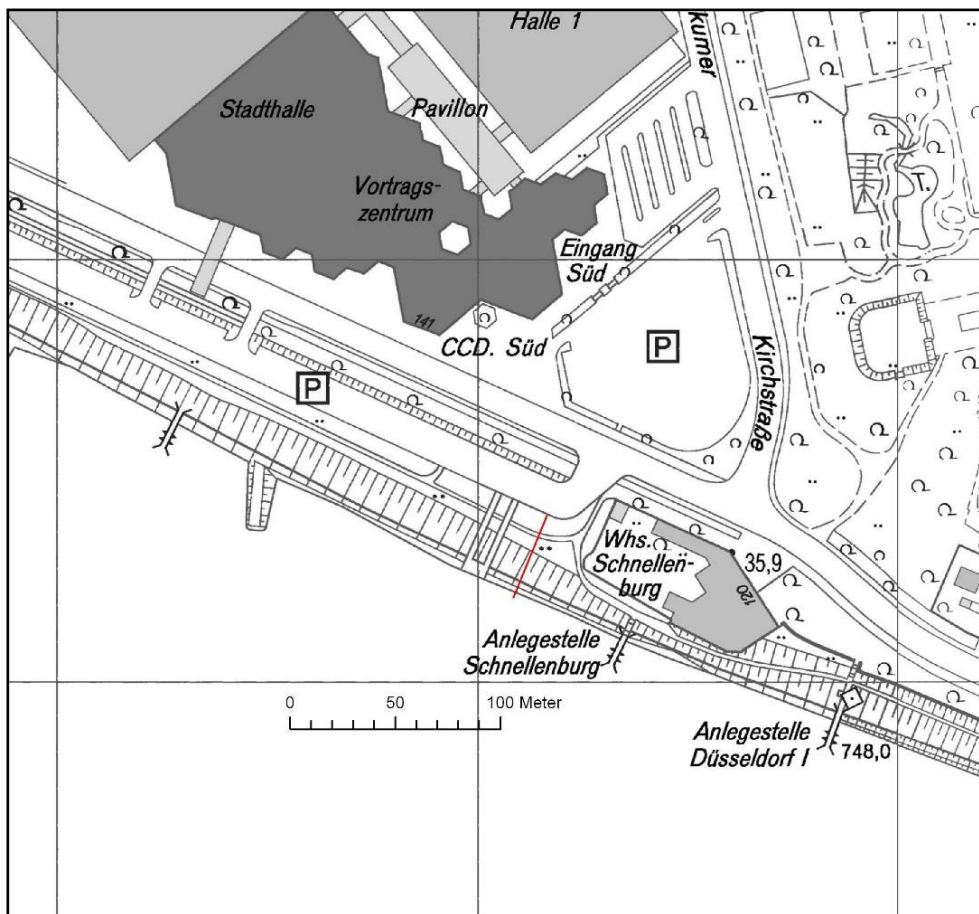 Halle 1
kumer
Stadthalle
Pavillon
Vortrags-
zentrum
T.
Eingang
Süd
141
CCD. Süd
P
P
Kirchstraße
Whs.
Schnellen-
burg
35,9
120
Anlegestelle
Schnellenburg
0 50 100 Meter
Anlegestelle
Düsseldorf I
748,0